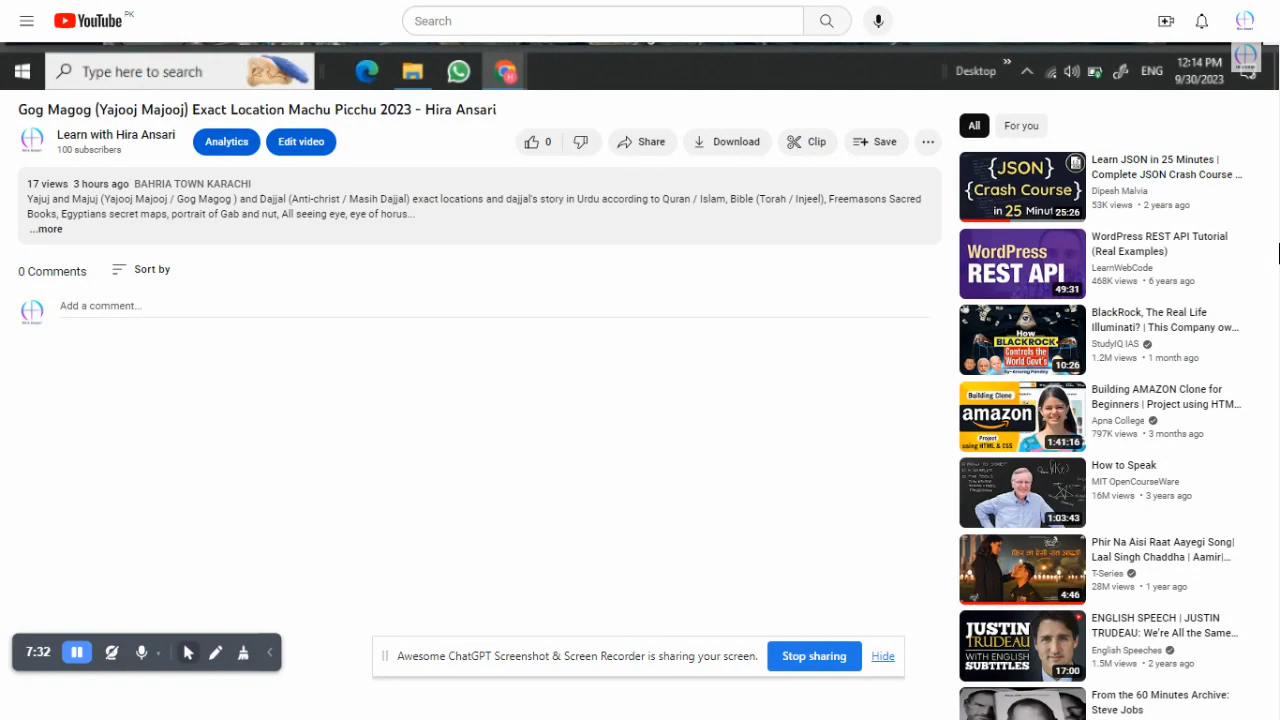 YouTube PK
Search
Type here to search
Desktop
ENG
12:14 PM
9/30/2023
Gog Magog (Yajooj Majooj) Exact Location Machu Picchu 2023 - Hira Ansari
Learn with Hira Ansari
100 subscribers
Analytics
Edit video
0
Share
Download
Clip
Save
17 views 3 hours ago BAHRIA TOWN KARACHI
Yajuj and Majuj (Yajooj Majooj / Gog Magog ) and Dajjal (Anti-christ / Masih Dajjal) exact locations and dajjal's story in Urdu according to Quran / Islam, Bible (Torah / Injeel), Freemasons Sacred
Books, Egyptians secret maps, portrait of Gab and nut, All seeing eye, eye of horus...
...more
0 Comments
Sort by
Add a comment...
All
For you
{JSON}
{Crash Course}
in 25 Minut
25:26
Learn JSON in 25 Minutes |
Complete JSON Crash Course ...
Dipesh Malvia
53K views • 2 years ago
WordPress
REST API
49:31
WordPress REST API Tutorial
(Real Examples)
LearnWebCode
468K views • 6 years ago
How
BLACKROCK
Controls the
World Govt's
By- Anurag Pandey
10:26
BlackRock, The Real Life
Illuminati? | This Company ow...
StudyIQ IAS
1.2M views • 1 month ago
Building Clone
amazon
Project
using HTML & CSS
1:41:16
Building AMAZON Clone for
Beginners | Project using HTM...
Apna College
797K views • 3 months ago
1:03:43
How to Speak
MIT OpenCourseWare
16M views • 3 years ago
4:46
Phir Na Aisi Raat Aayegi Song|
Laal Singh Chaddha | Aamir|...
T-Series
28M views • 1 year ago
JUSTIN
TRUDEAU
WITH ENGLISH
SUBTITLES
17:00
ENGLISH SPEECH | JUSTIN
TRUDEAU: We're All the Same...
English Speeches
1.5M views • 2 years ago
From the 60 Minutes Archive:
Steve Jobs
7:32
Awesome ChatGPT Screenshot & Screen Recorder is sharing your screen.
Stop sharing
Hide